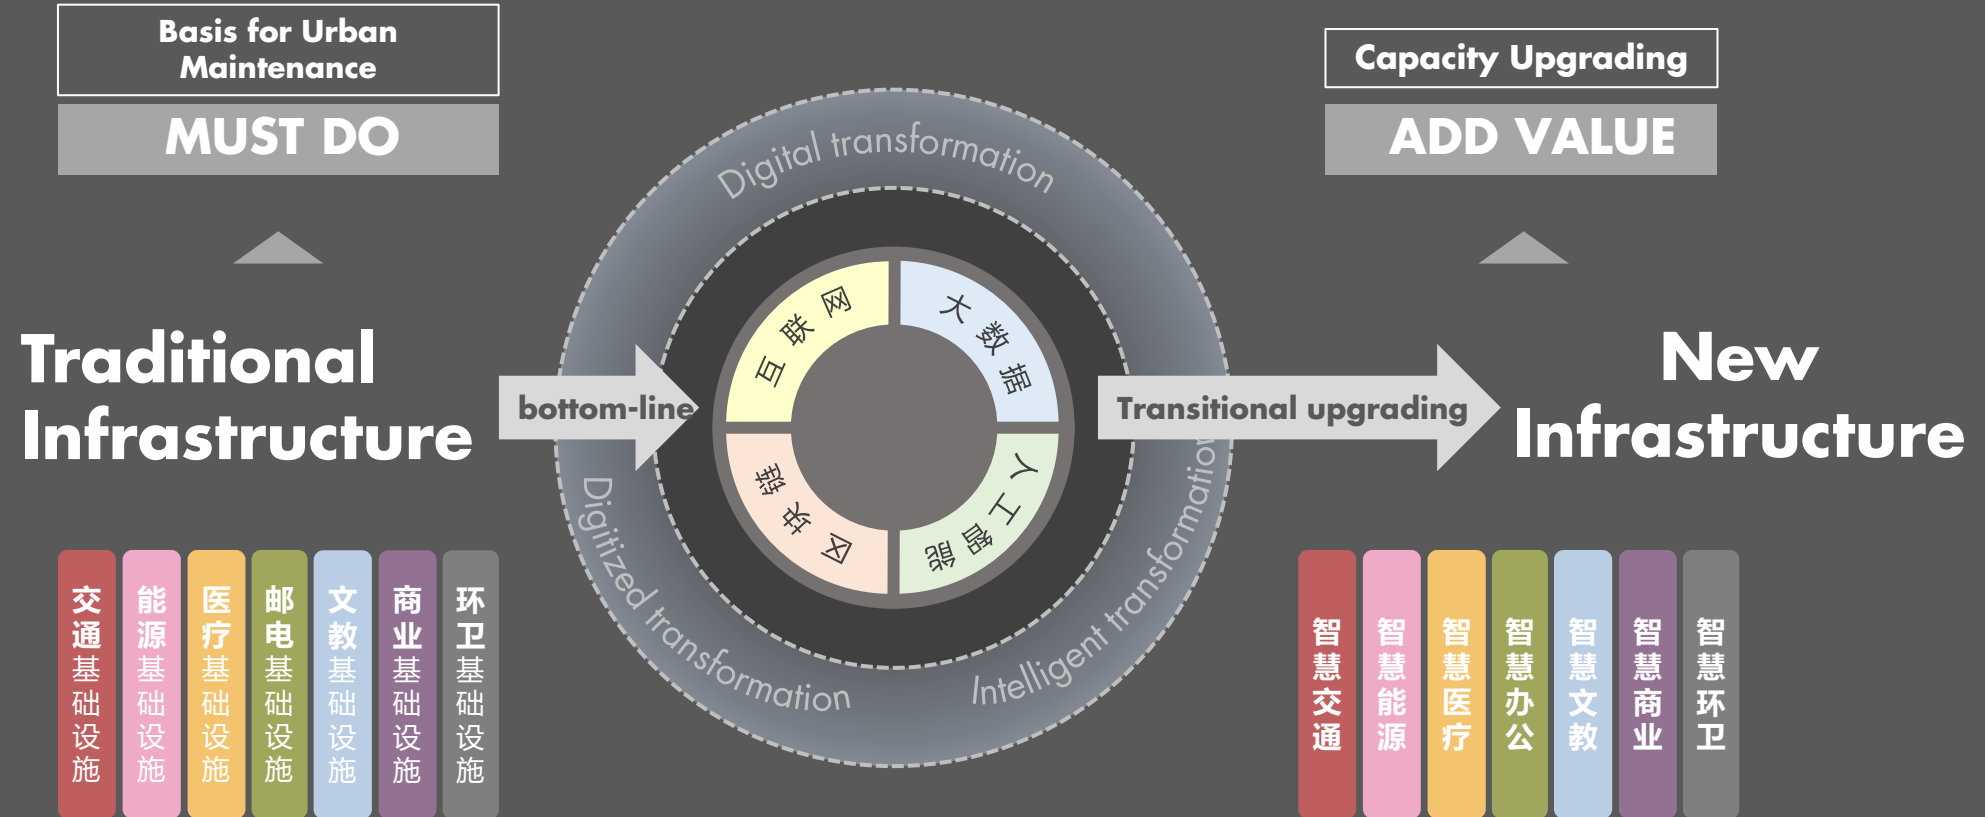 Basis for Urban
Maintenance
MUST DO
Capacity Upgrading
ADD VALUE
Traditional
Infrastructure
bottom-line
Digital transformation
Digitized transformation
Intelligent transformation
互联网
大数据
区块链
人工智能
Transitional upgrading
New
Infrastructure
交通基础设施
能源基础设施
医疗基础设施
邮电基础设施
文教基础设施
商业基础设施
环卫基础设施
智慧交通
智慧能源
智慧医疗
智慧办公
智慧文教
智慧商业
智慧环卫